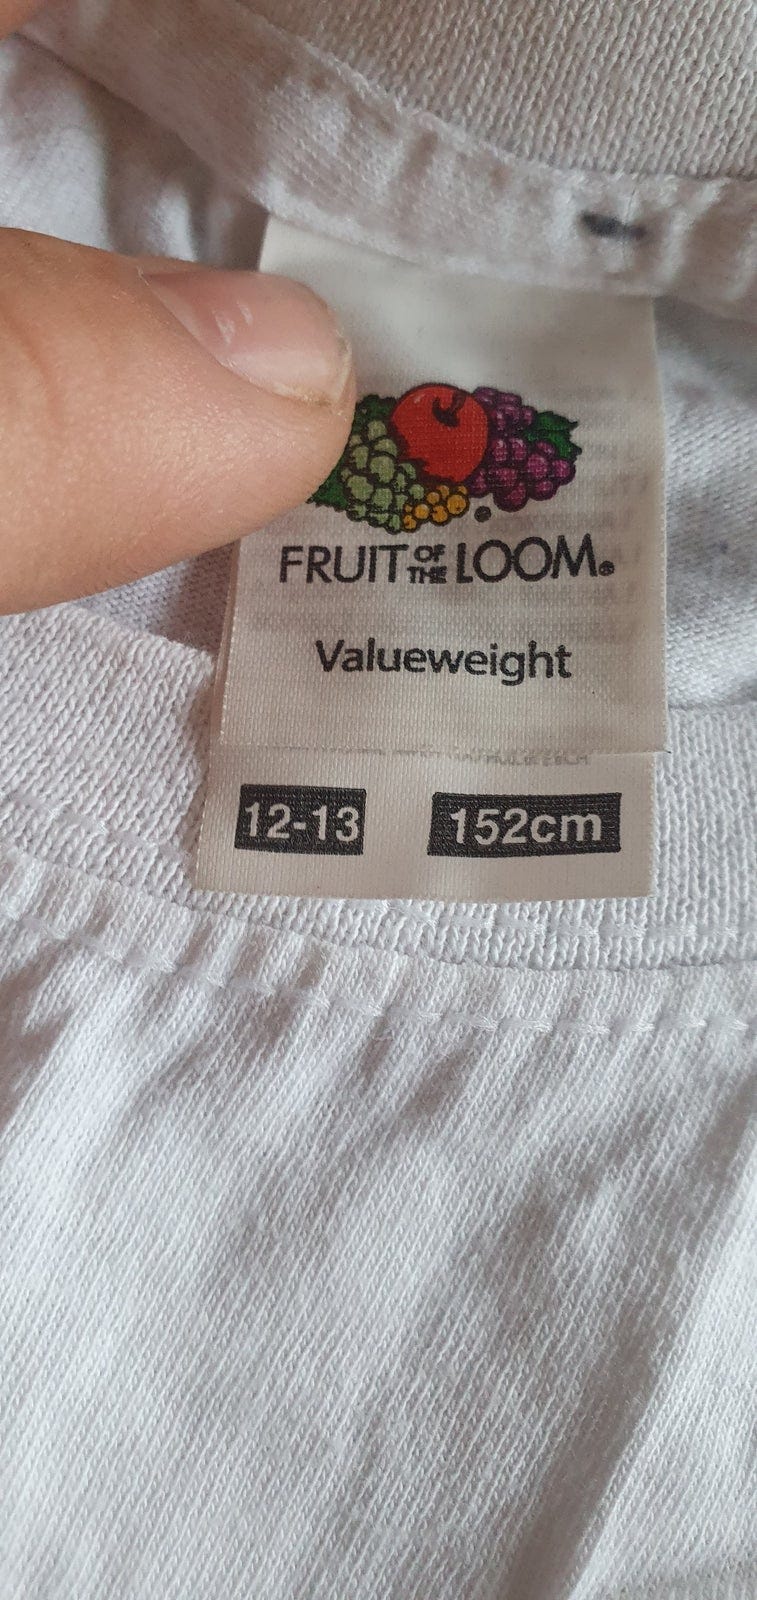 FRUIT OF THE LOOM®
Valueweight
12-13 152cm